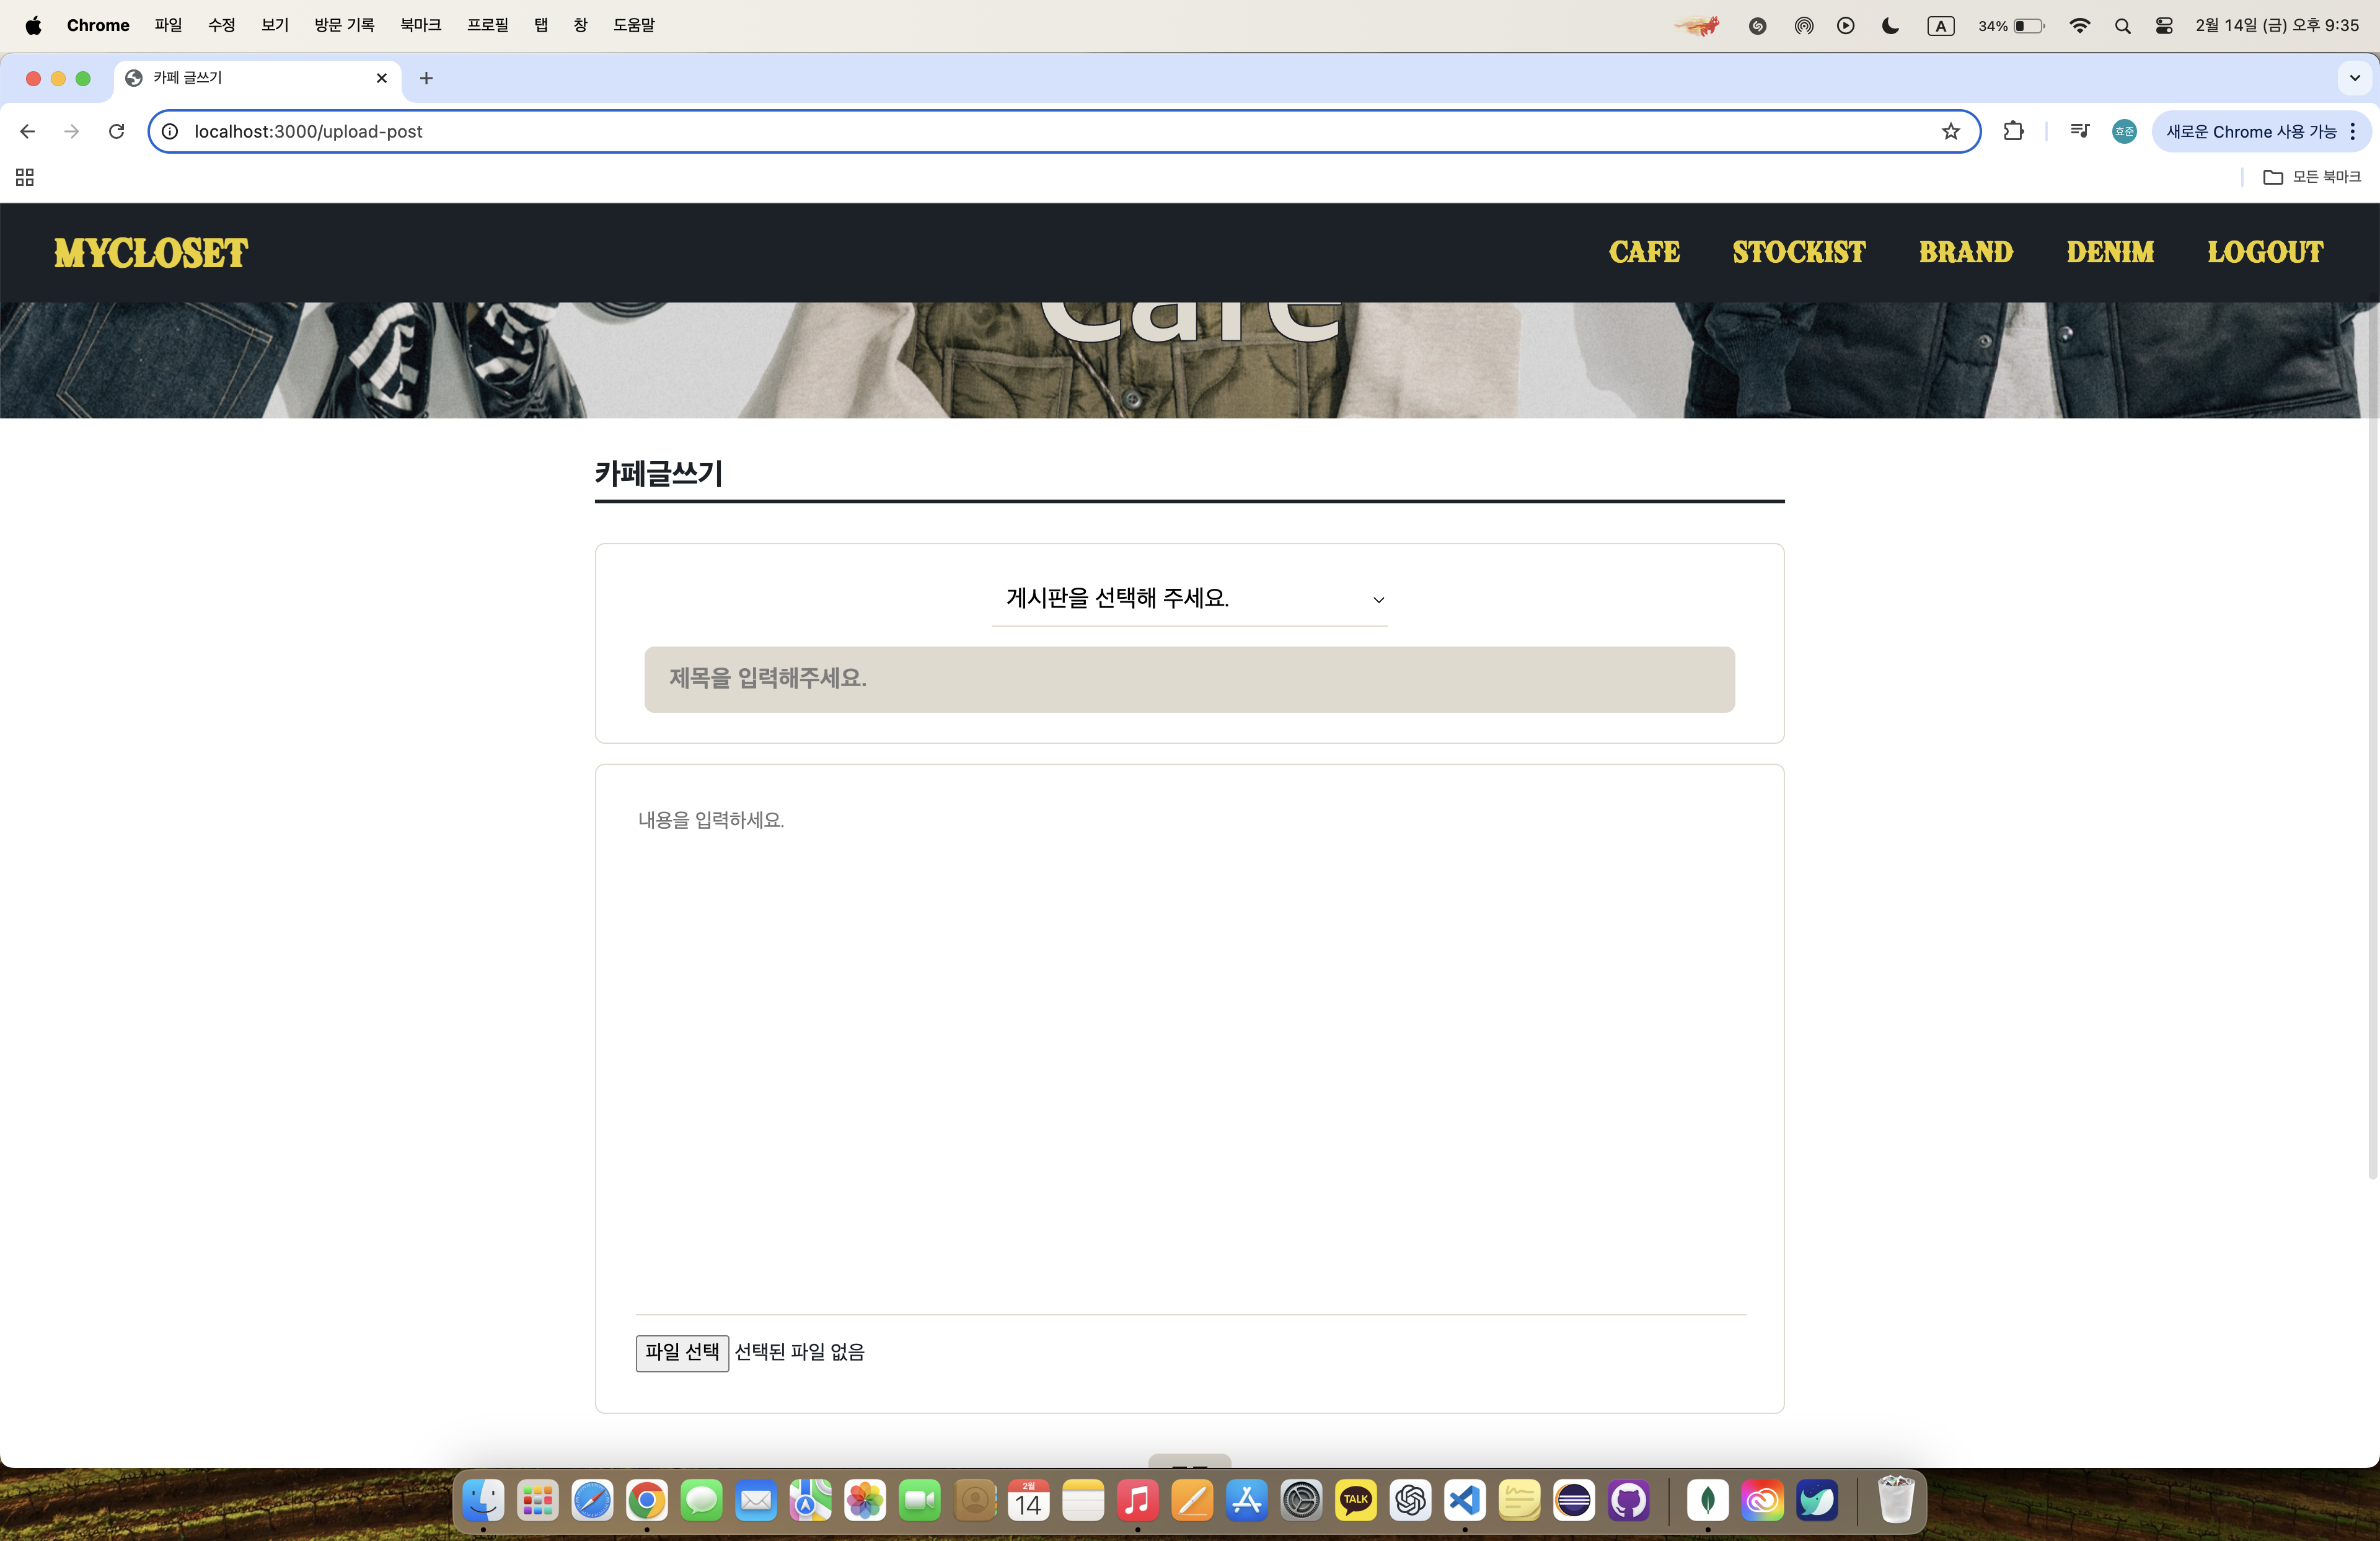 Chrome 파일 수정 보기 방문 기록 북마크 프로필 탭 창 도움말 A 34% 2월 14일 (금) 오후 9:35
카페 글쓰기
localhost:3000/upload-post 효준 새로운 Chrome 사용 가능
모든 북마크
MYCLOSET CAFE STOCKIST BRAND DENIM LOGOUT
Cafe
카페글쓰기
게시판을 선택해 주세요.
제목을 입력해주세요.
내용을 입력하세요.
파일 선택 선택된 파일 없음
2월
14
TALK